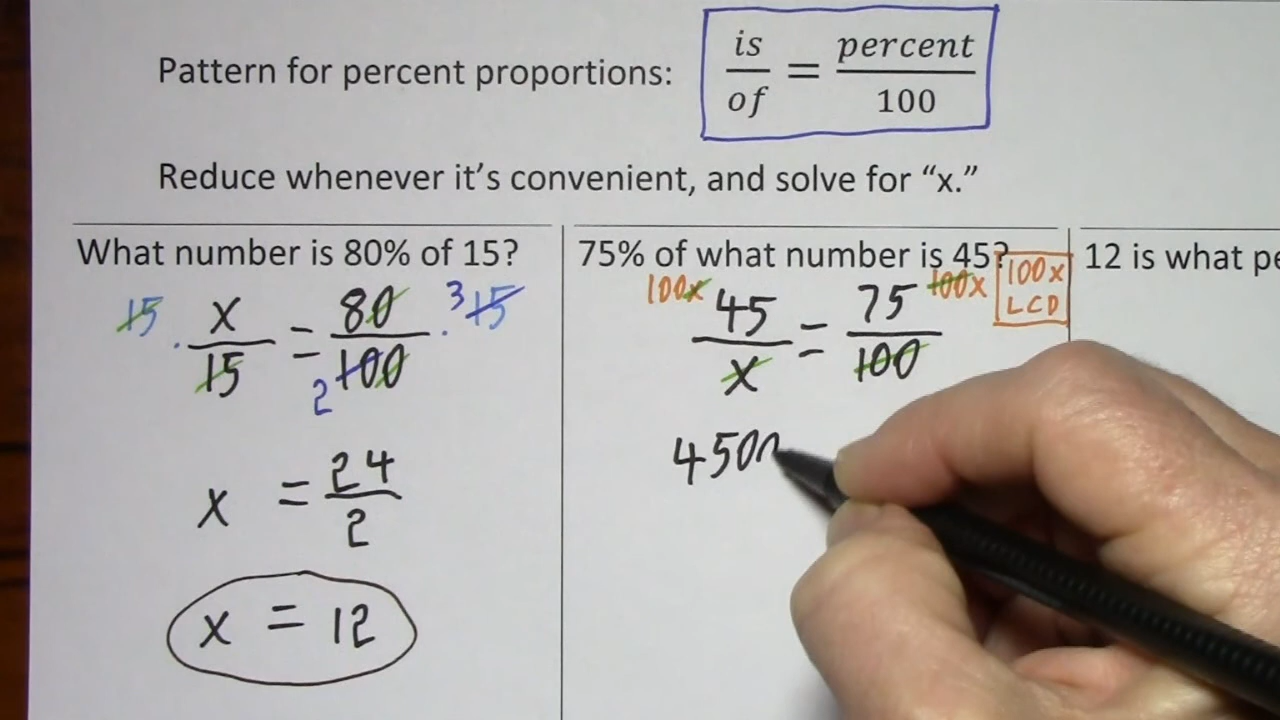 Pattern for percent proportions: is/of = percent/100
Reduce whenever it's convenient, and solve for “x.”
What number is 80% of 15?
15 · x/15 = 80/100 · 15 3
2
x = 24/2
x = 12
75% of what number is 45?
100x 45/x = 75/100 100x
100x
LCD
450
12 is what